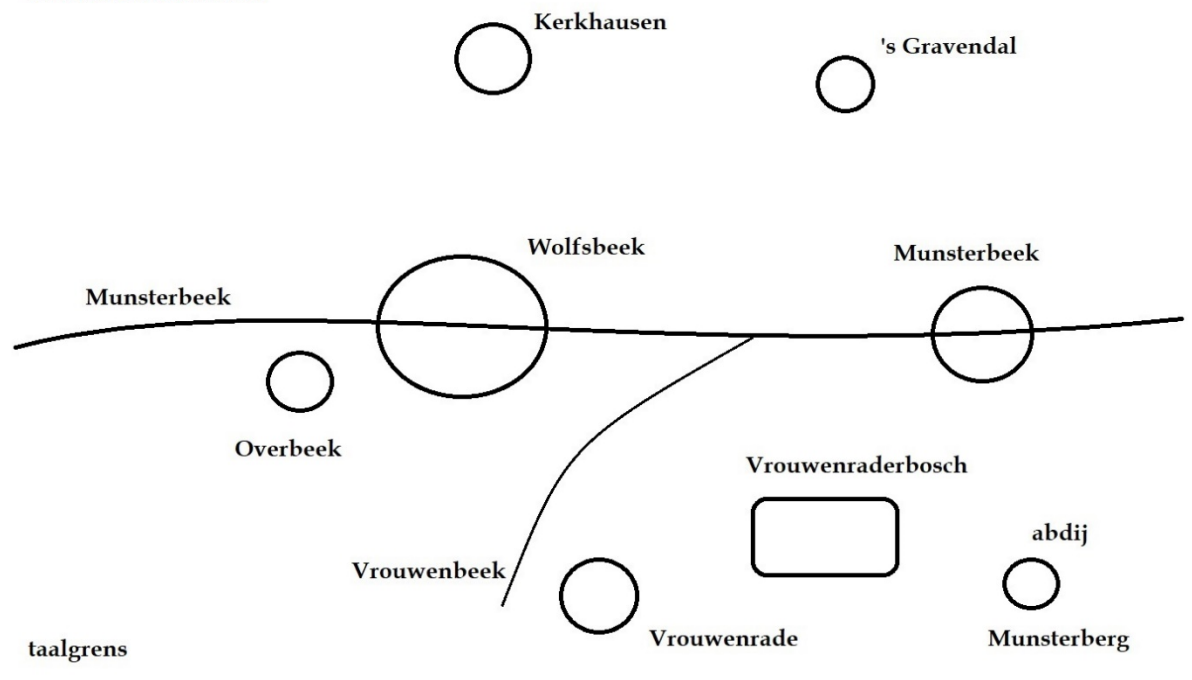 Kerkhausen
's Gravendal
Wolfsbeek
Munsterbeek
Munsterbeek
Overbeek
Vrouwenraderbosch
abdij
Vrouwenbeek
Vrouwenrade
Munsterberg
taalgrens